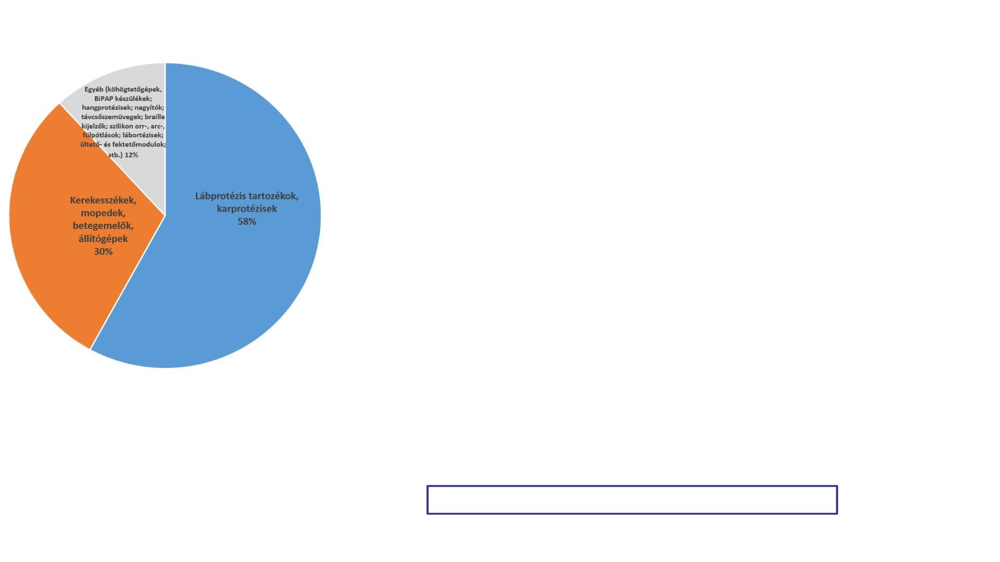 Egyéb (köhögtetőgépek,
BiPAP készülékek;
hangprotézisek; nagyítók;
távcsőszemüvegek; braille
kijelzők; szilikon orr-, arc-,
fülpótlások; lábortézisek;
ültető- és fektetőmodulok;
stb.) 12%
Lábprotézis tartozékok,
karprotézisek
58%
Kerekesszékek,
mopedek,
betegemelők,
állítógépek
30%